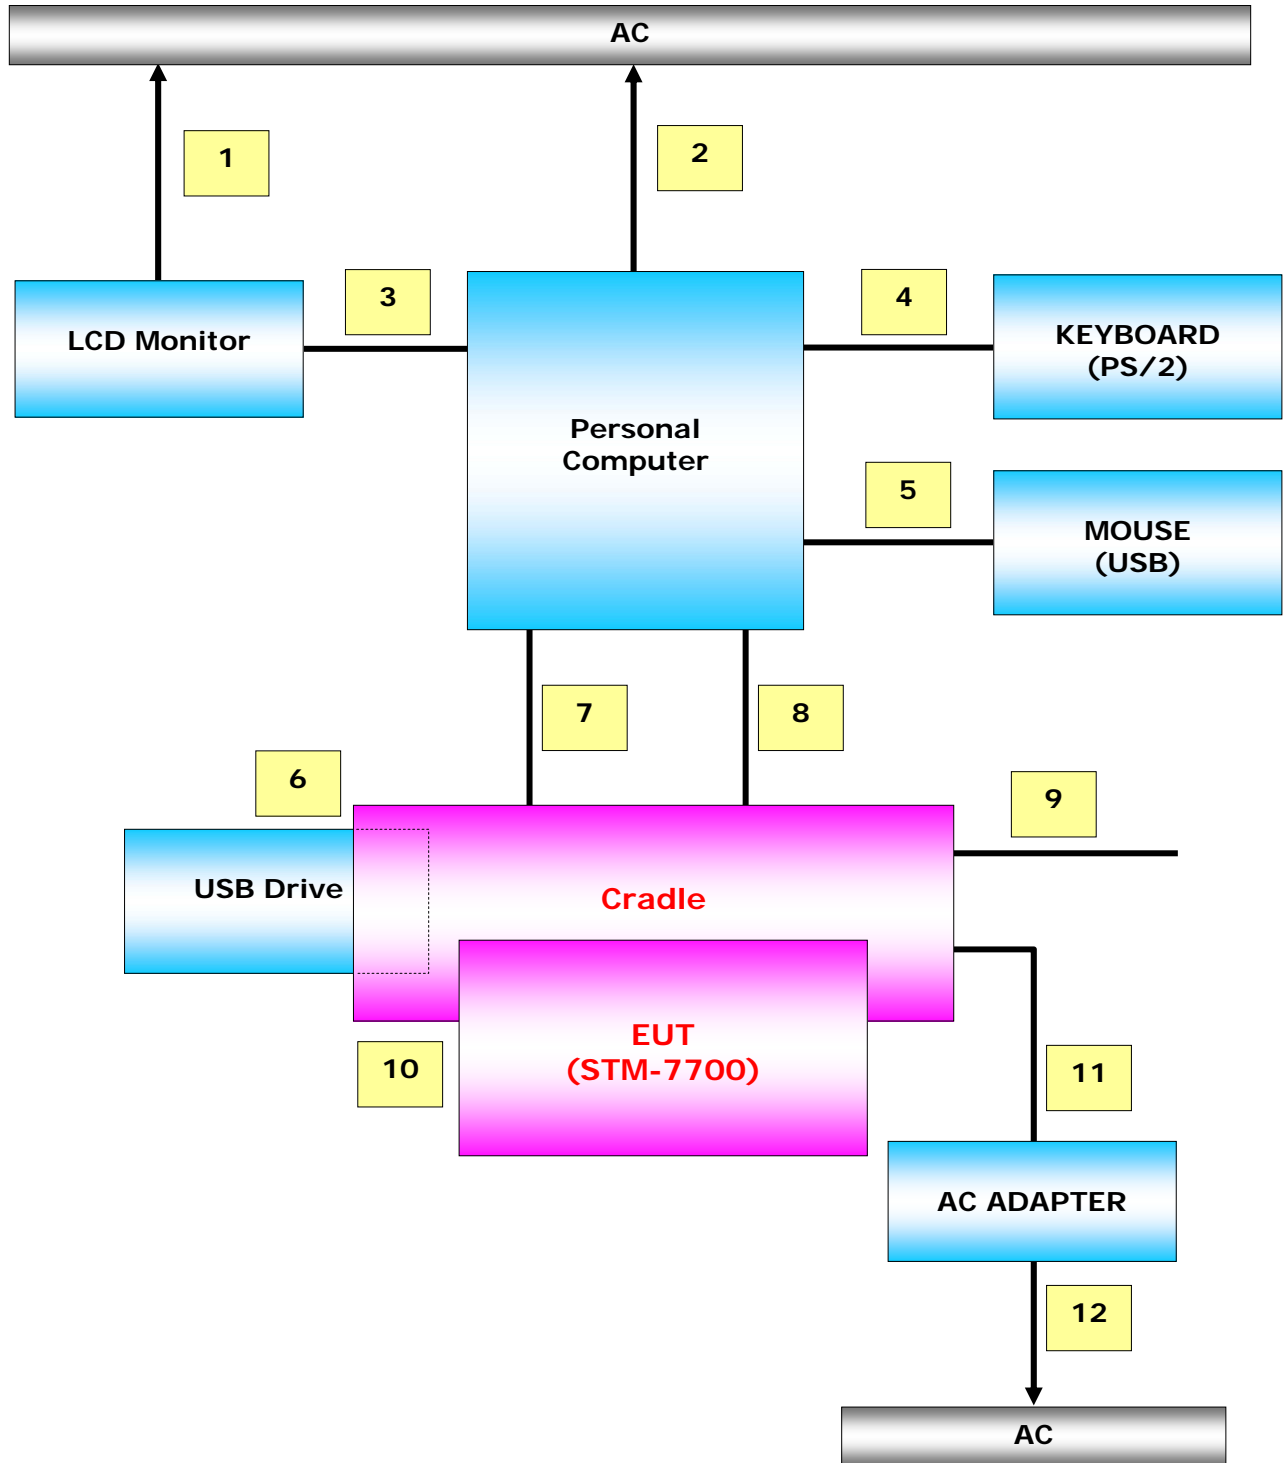 AC
1
2
3
4
LCD Monitor
KEYBOARD
(PS/2)
Personal
Computer
5
MOUSE
(USB)
7
8
6
9
USB Drive
Cradle
10
EUT
(STM-7700)
11
AC ADAPTER
12
AC